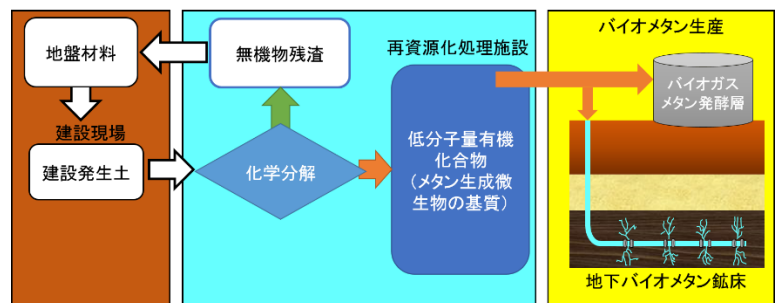 地盤材料
建設現場
建設発生土
無機物残渣
化学分解
再資源化処理施設
低分子量有機
化合物
(メタン生成微
生物の基質)
バイオメタン生産
バイオガス
メタン発酵層
地下バイオメタン鉱床